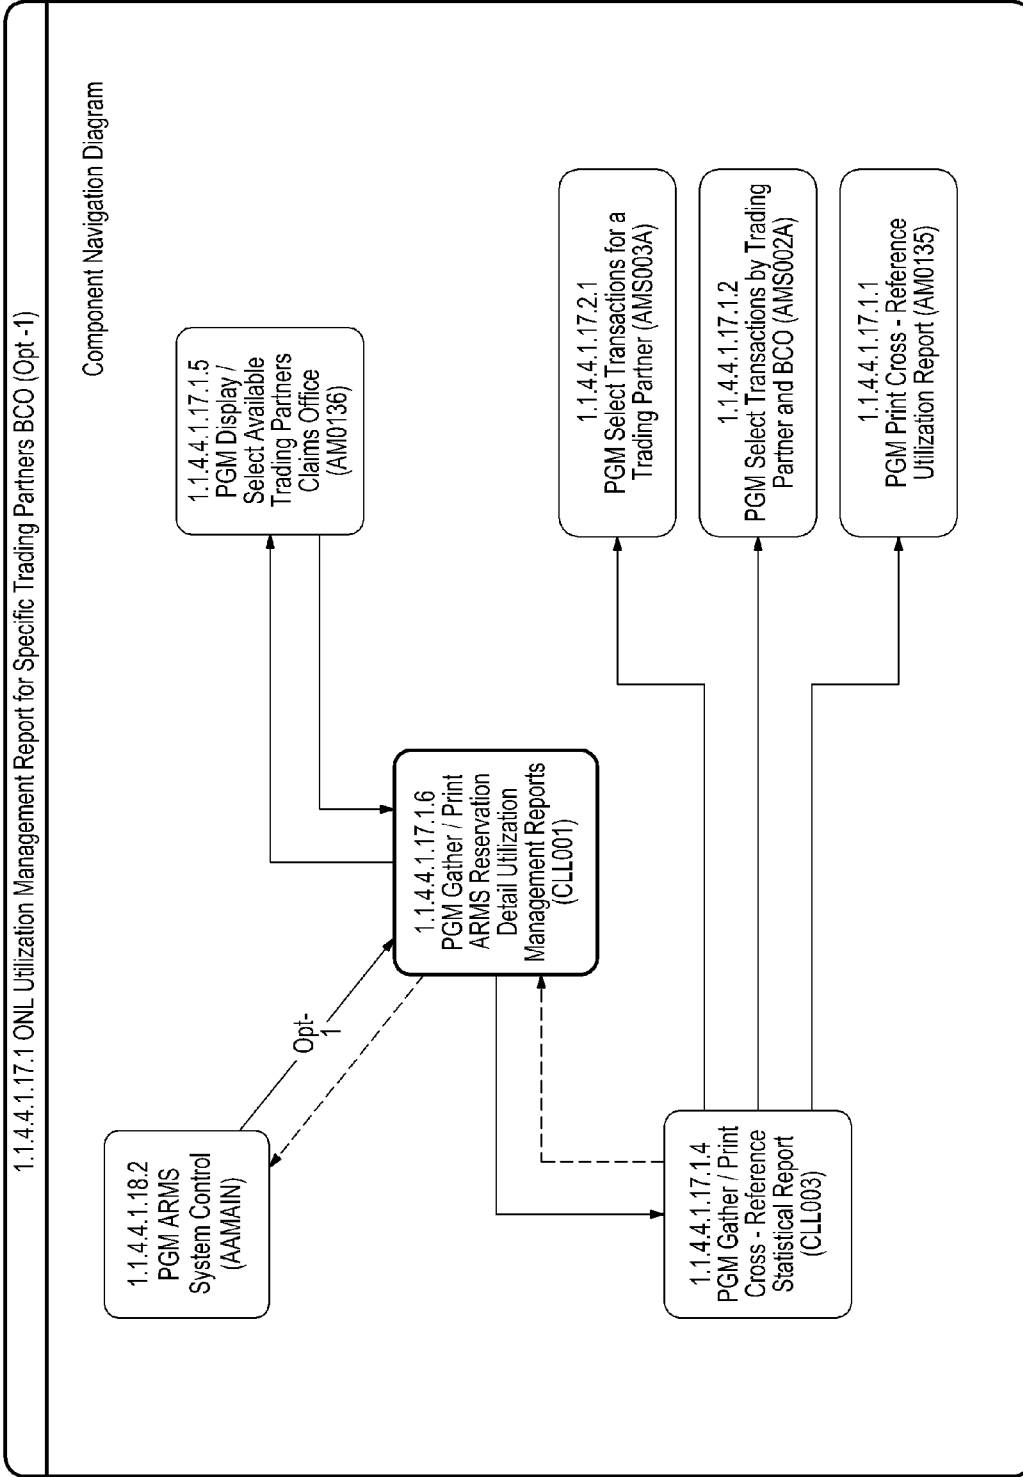 1.1.4.4.1.17.1 ONL Utilization Management Report for Specific Trading Partners BCO (Opt -1)
Component Navigation Diagram
1.1.4.4.1.18.2
PGM ARMS
System Control
(AAMAIN)
Opt-
1
1.1.4.4.1.17.1.6
PGM Gather / Print
ARMS Reservation
Detail Utilization
Management Reports
(CLL001)
1.1.4.4.1.17.1.5
PGM Display /
Select Available
Trading Partners
Claims Office
(AM0136)
1.1.4.4.1.17.1.4
PGM Gather / Print
Cross - Reference
Statistical Report
(CLL003)
1.1.4.4.1.17.2.1
PGM Select Transactions for a
Trading Partner (AMS003A)
1.1.4.4.1.17.1.2
PGM Select Transactions by Trading
Partner and BCO (AMS002A)
1.1.4.4.1.17.1.1
PGM Print Cross - Reference
Utilization Report (AM0135)